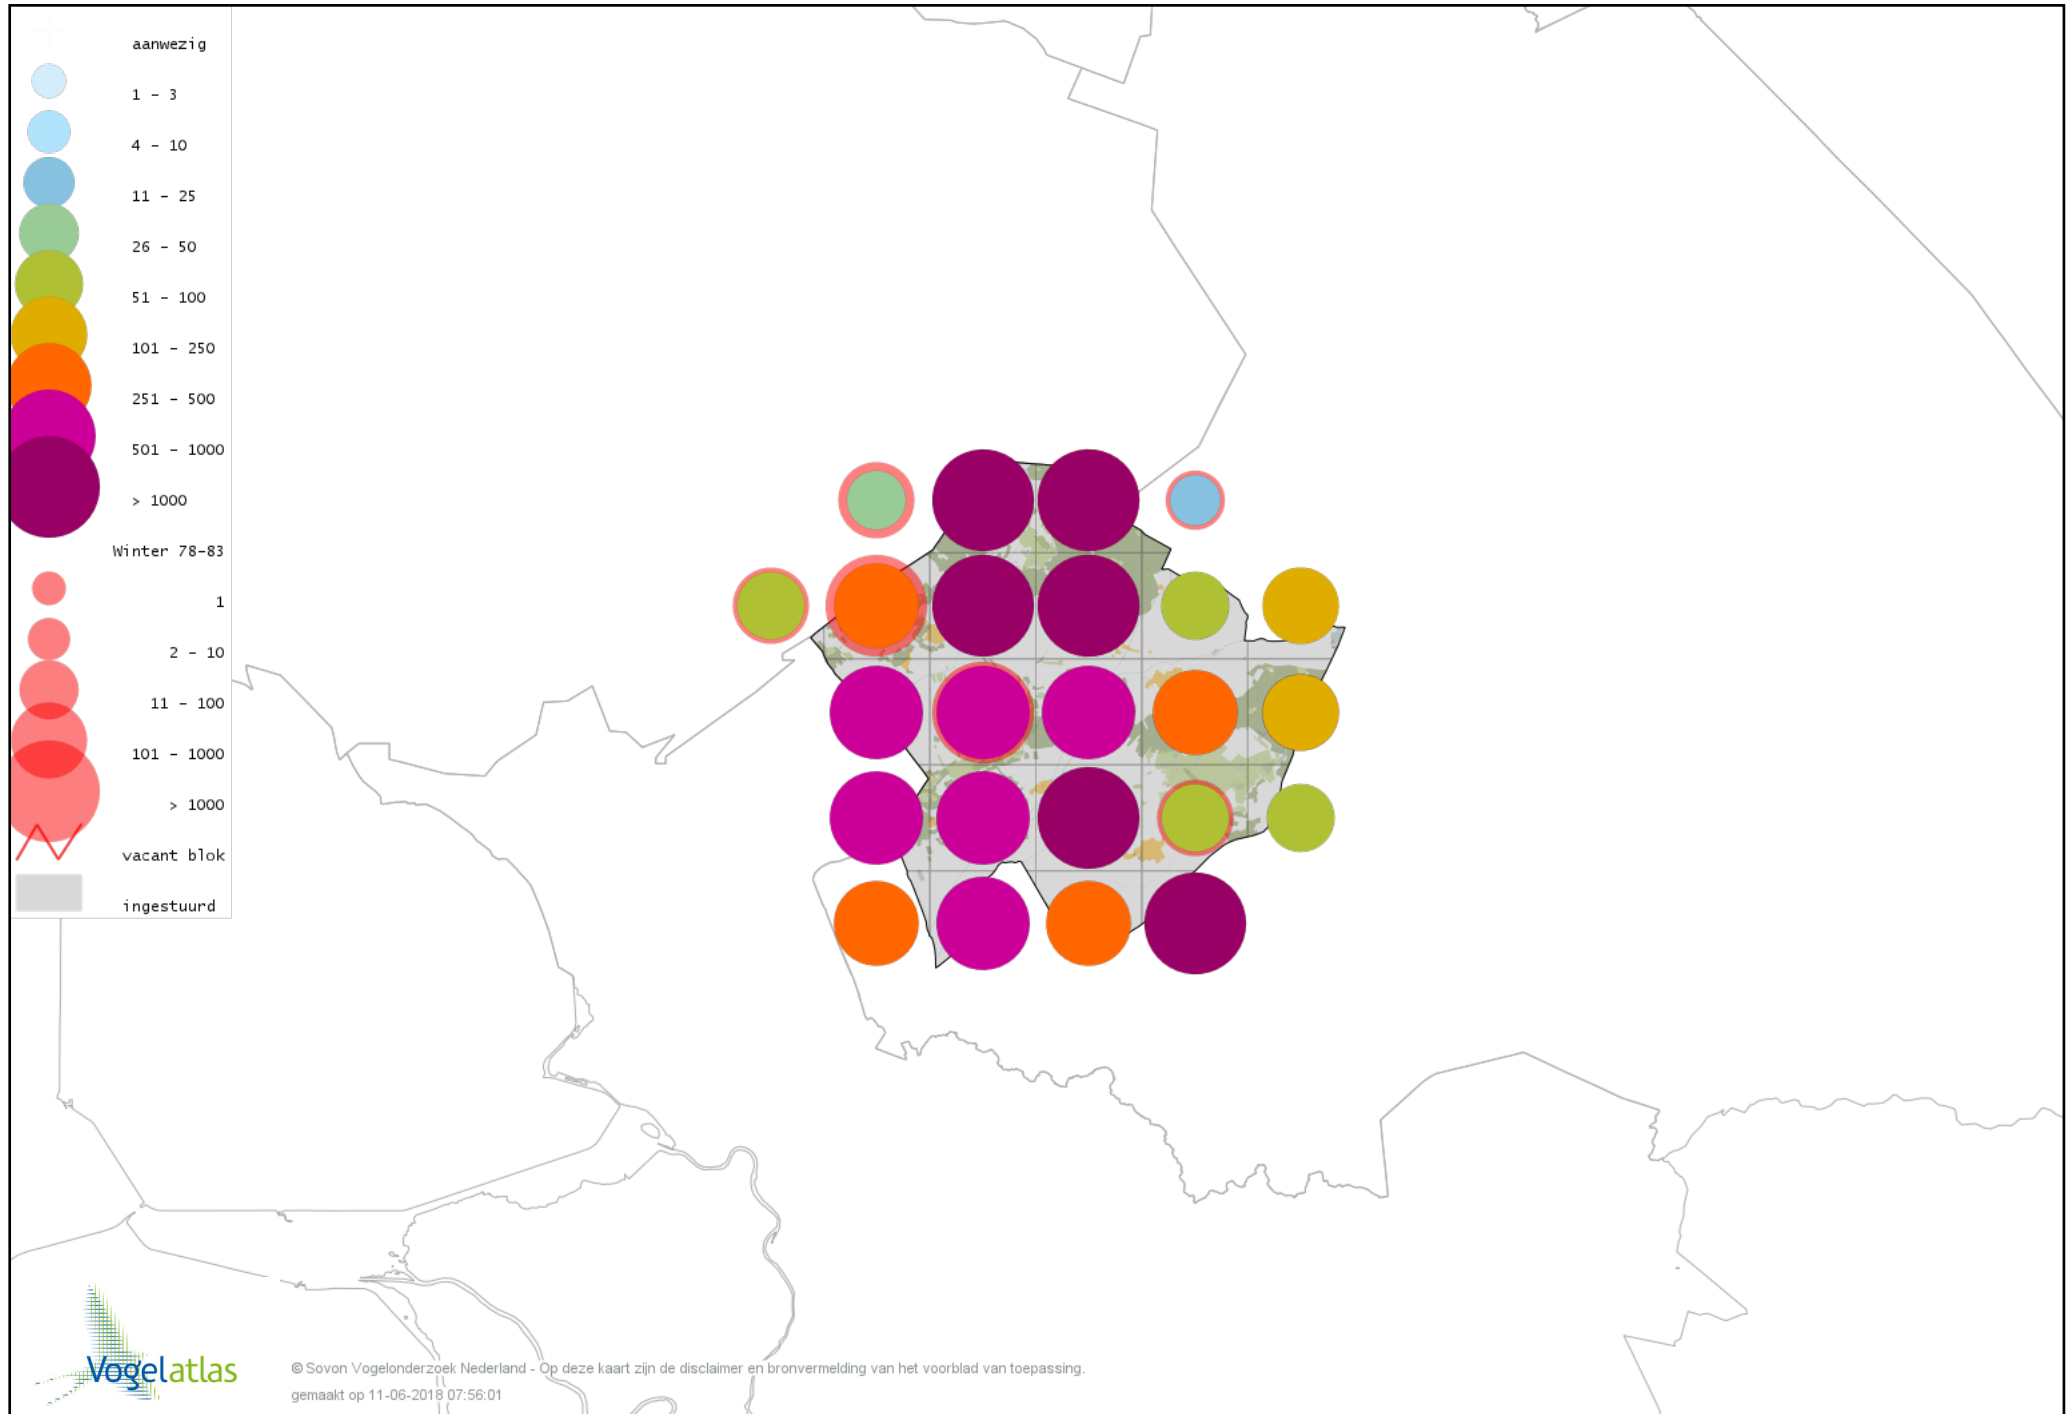 aanwezig
1 - 3
4 - 10
11 - 25
26 - 50
51 - 100
101 - 250
251 - 500
501 - 1000
> 1000
Winter 78-83
1
2 - 10
11 - 100
101 - 1000
> 1000
vacant blok
ingestuurd
Vogelatlas
© Sovon Vogelonderzoek Nederland - Op deze kaart zijn de disclaimer en bronvermelding van het voorblad van toepassing.
gemaakt op 11-06-2018 07:56:01